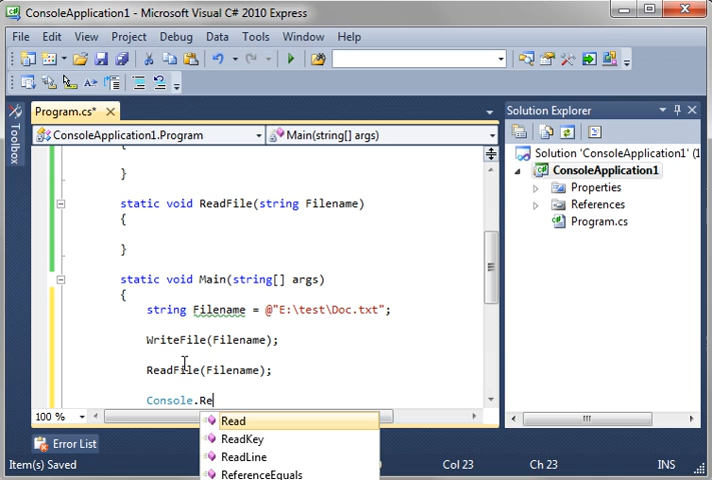 ConsoleApplication1 - Microsoft Visual C# 2010 Express
File Edit View Project Debug Data Tools Window Help
Program.cs*
ConsoleApplication1.Program
Main(string[] args)
Toolbox
{
}
static void ReadFile(string Filename)
{
}
static void Main(string[] args)
{
string Filename = @"E:\test\Doc.txt";
WriteFile(Filename);
ReadFile(Filename);
Console.Re
Read
ReadKey
ReadLine
ReferenceEquals
100 %
Error List
Item(s) Saved
Col 23
Ch 23
INS
Solution Explorer
Solution 'ConsoleApplication1' (1
ConsoleApplication1
Properties
References
Program.cs